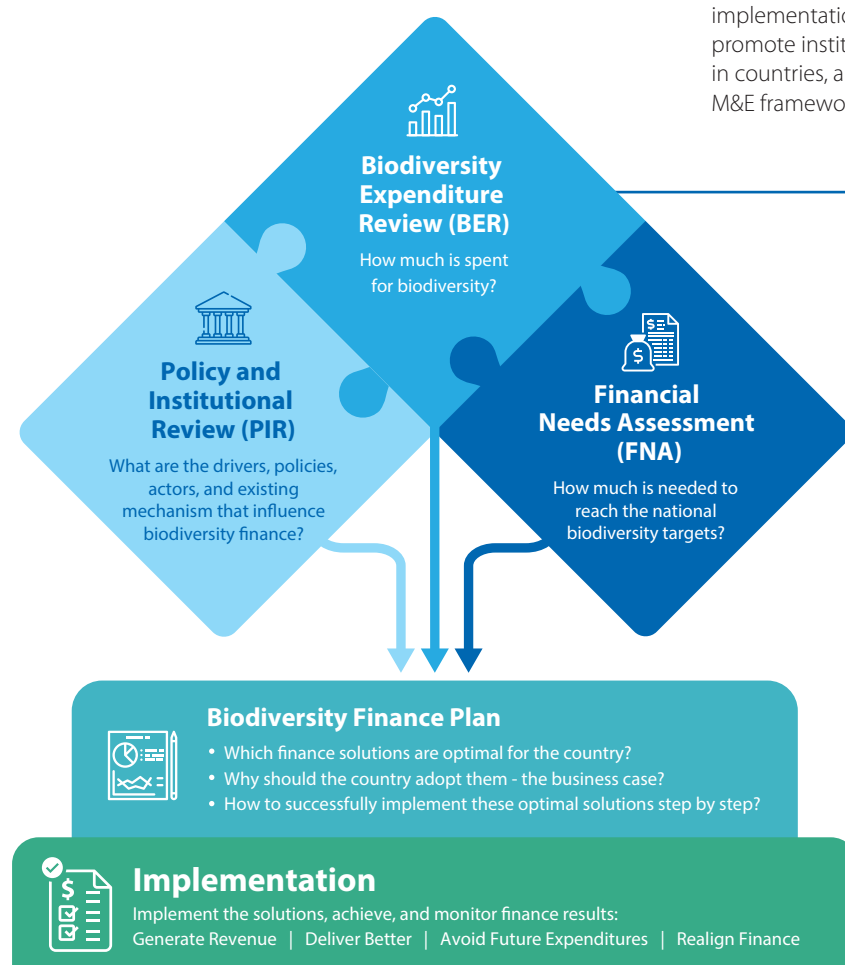 implementatio
promote instit
in countries, a
M&E framewo
Biodiversity
Expenditure
Review (BER)
How much is spent
for biodiversity?
Policy and
Institutional
Review (PIR)
What are the drivers, policies,
actors, and existing
mechanism that influence
biodiversity finance?
$=
$
Financial
Needs Assessment
(FNA)
How much is needed to
reach the national
biodiversity targets?
Biodiversity Finance Plan
• Which finance solutions are optimal for the country?
• Why should the country adopt them - the business case?
• How to successfully implement these optimal solutions step by step?
$
Implementation
Implement the solutions, achieve, and monitor finance results:
Generate Revenue | Deliver Better | Avoid Future Expenditures | Realign Finance